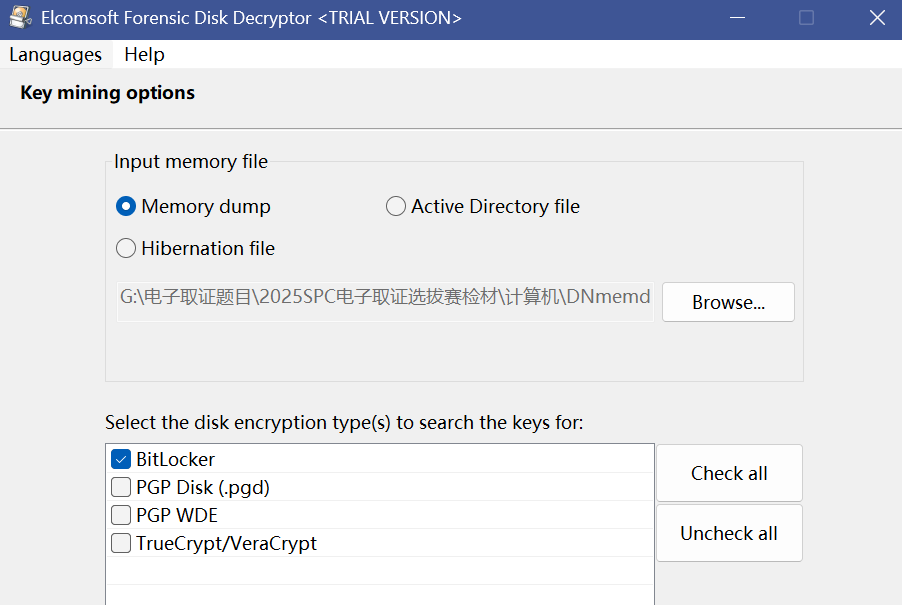 Elcomsoft Forensic Disk Decryptor <TRIAL VERSION>
Languages Help
Key mining options
Input memory file
Memory dump Active Directory file
Hibernation file
G:\电子取证题目\2025SPC电子取证选拔赛检材\计算机\DNmemd Browse...
Select the disk encryption type(s) to search the keys for:
BitLocker
Check all
PGP Disk (.pgd)
PGP WDE
Uncheck all
TrueCrypt/VeraCrypt